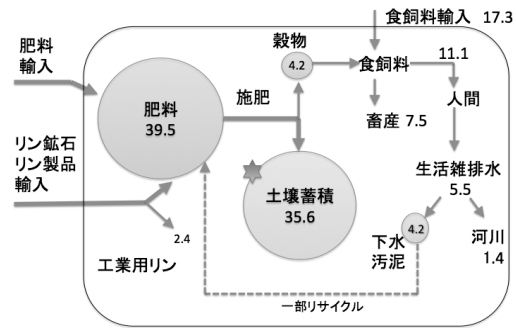 食飼料輸入 17.3
肥料
輸入
穀物
4.2
食飼料
11.1
人間
肥料
39.5
施肥
畜産 7.5
リン鉱石
リン製品
輸入
生活雑排水
5.5
土壌蓄積
35.6
4.2
下水
汚泥
河川
1.4
2.4
工業用リン
一部リサイクル